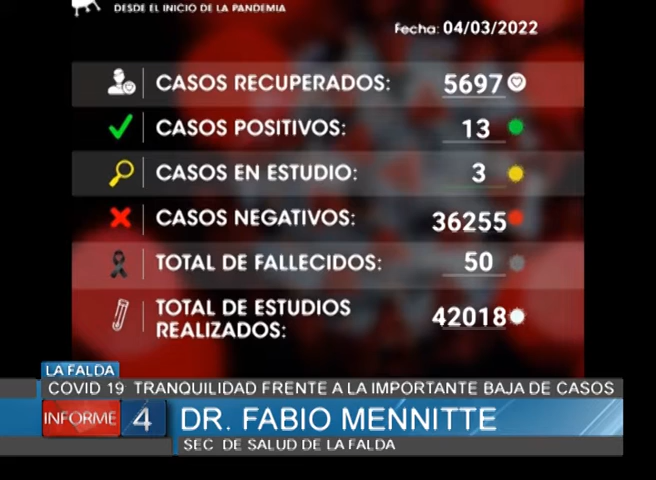 DESDE EL INICIO DE LA PANDEMIA
Fecha: 04/03/2022
CASOS RECUPERADOS: 5697
CASOS POSITIVOS: 13
CASOS EN ESTUDIO: 3
CASOS NEGATIVOS: 36255
TOTAL DE FALLECIDOS: 50
TOTAL DE ESTUDIOS
REALIZADOS: 42018
LA FALDA
COVID 19 TRANQUILIDAD FRENTE A LA IMPORTANTE BAJA DE CASOS
INFORME 4 DR. FABIO MENNITTE
SEC DE SALUD DE LA FALDA